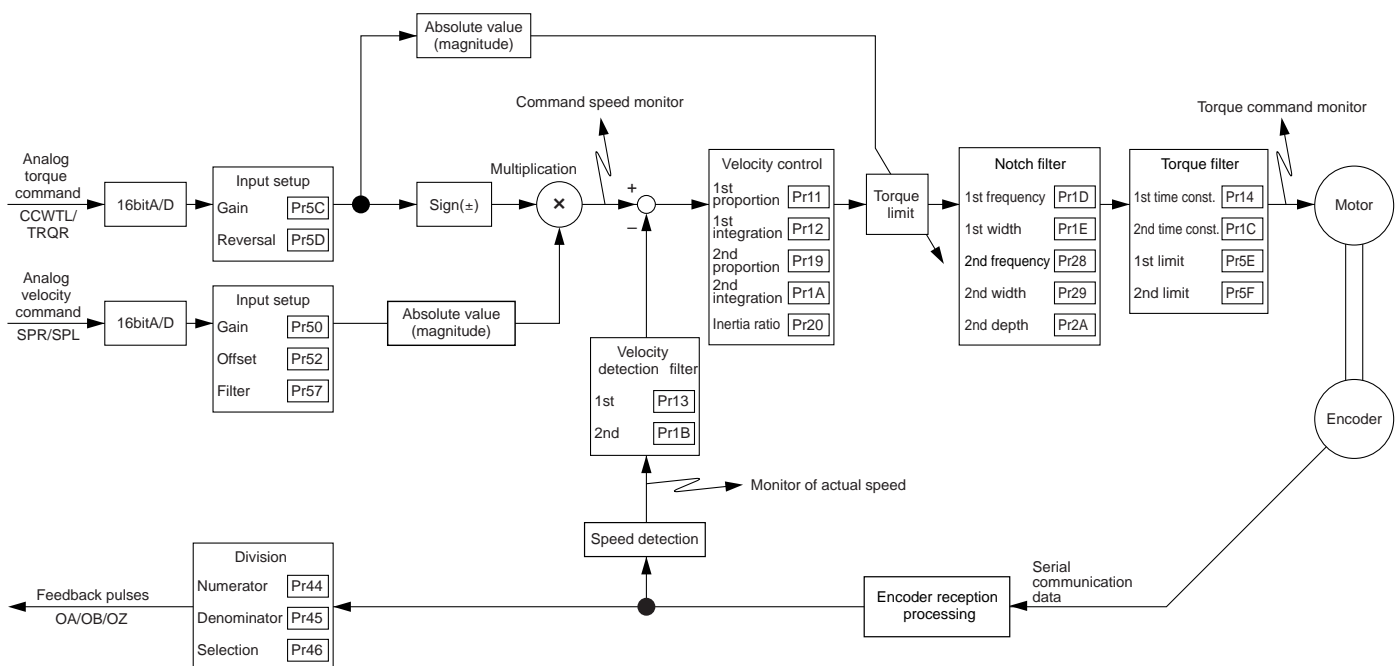 Absolute value
(magnitude)
Command speed monitor
Torque command monitor
Analog
torque
command
CCWTL/
TRQR
16bitA/D
Input setup
Gain Pr5C
Reversal Pr5D
Sign(±)
Multiplication
×
+
−
Velocity control
1st
proportion Pr11
1st
integration Pr12
2nd
proportion Pr19
2nd
integration Pr1A
Inertia ratio Pr20
Torque
limit
Notch filter
1st frequency Pr1D
1st width Pr1E
2nd frequency Pr28
2nd width Pr29
2nd depth Pr2A
Torque filter
1st time const. Pr14
2nd time const. Pr1C
1st limit Pr5E
2nd limit Pr5F
Motor
Analog
velocity
command
SPR/SPL
16bitA/D
Input setup
Gain Pr50
Offset Pr52
Filter Pr57
Absolute value
(magnitude)
Velocity
detection filter
1st Pr13
2nd Pr1B
Encoder
Monitor of actual speed
Speed detection
Division
Numerator Pr44
Denominator Pr45
Selection Pr46
Feedback pulses
OA/OB/OZ
Encoder reception
processing
Serial
communication
data